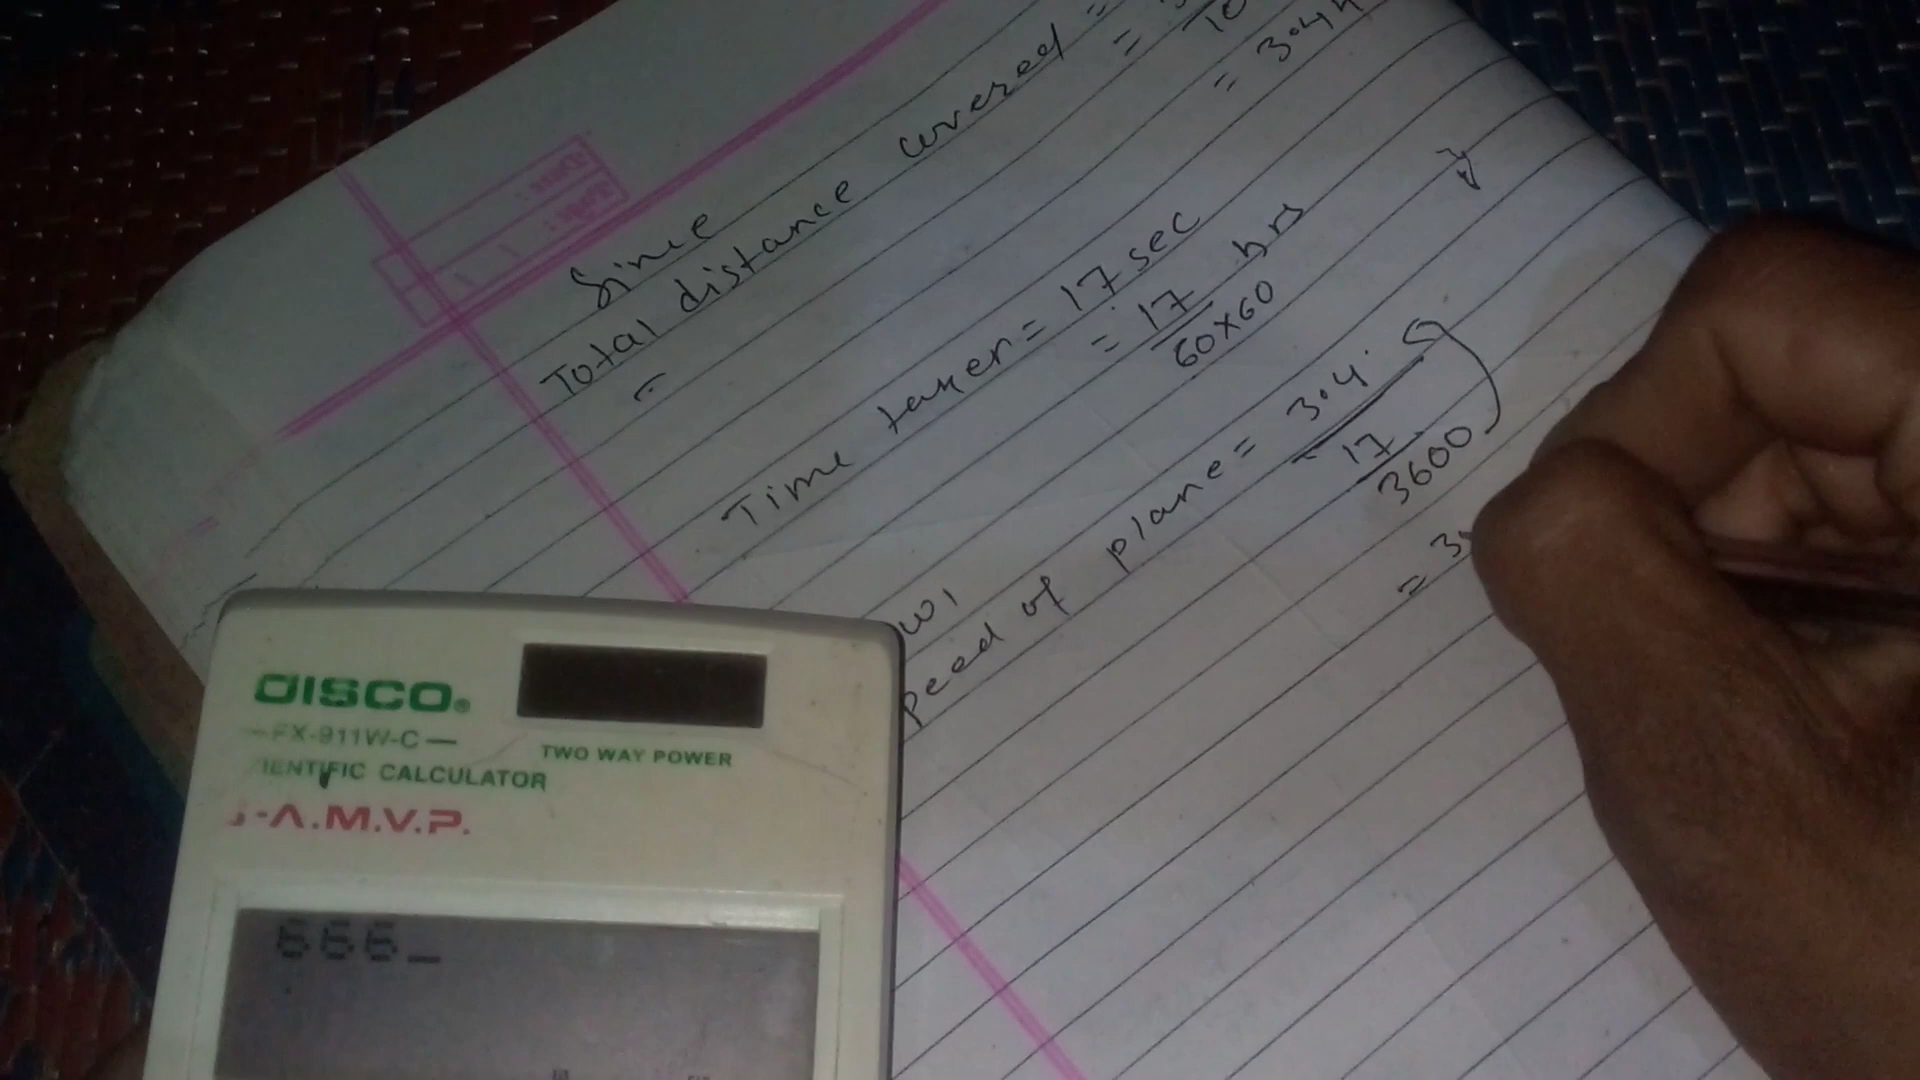 Since
Total distance covered =
=
= 3.4
Time taken = 17 sec
= 17 hrs
60×60
Speed of plane = 3.4
17
3600
= 3
DISCO®
FX-911W-C
CALCULATOR
TWO WAY POWER
-A.M.V.P.
666_